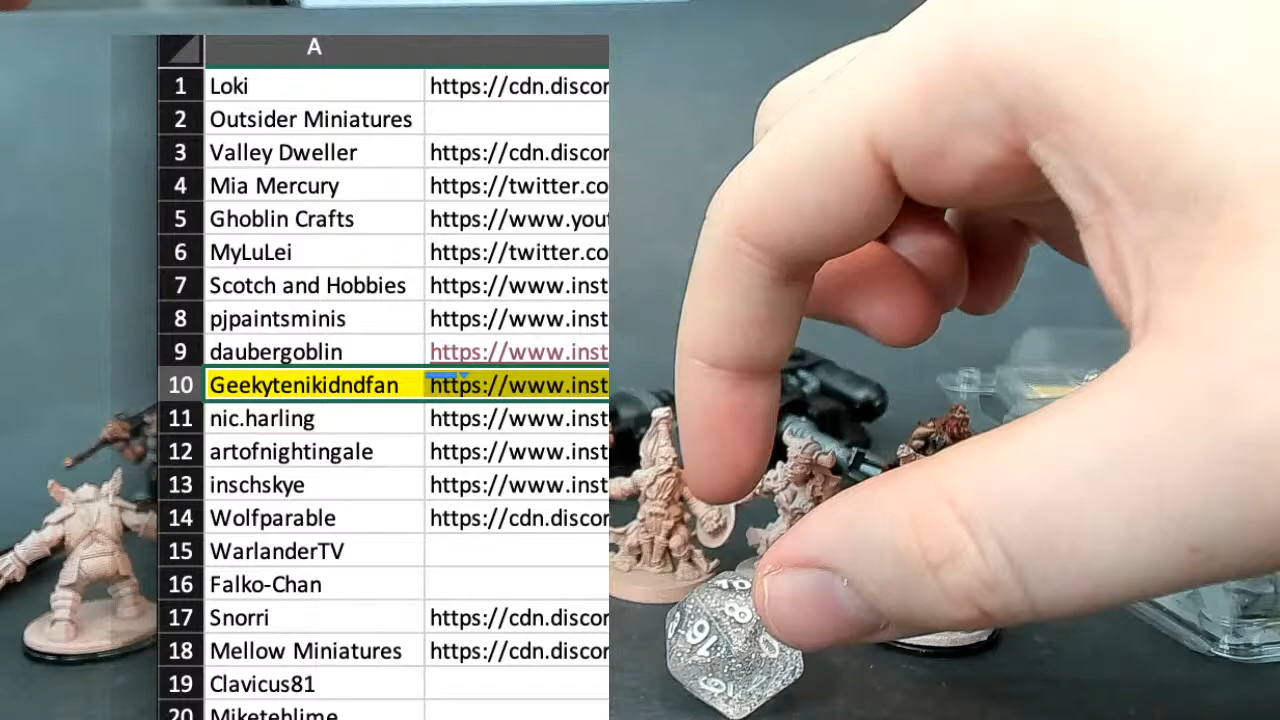 A
1 Loki https://cdn.discor
2 Outsider Miniatures
3 Valley Dweller https://cdn.discor
4 Mia Mercury https://twitter.co
5 Ghoblin Crafts https://www.you
6 MyLuLei https://twitter.co
7 Scotch and Hobbies https://www.inst
8 pjpaintsminis https://www.inst
9 daubergoblin https://www.inst
10 Geekytenikidndfan https://www.inst
11 nic.harling https://www.inst
12 artofnightingale https://www.inst
13 inschskye https://www.inst
14 Wolfparable https://cdn.discor
15 WarlanderTV
16 Falko-Chan
17 Snorri https://cdn.discor
18 Mellow Miniatures https://cdn.discor
19 Clavicus81
20 Miketehlime
8
16